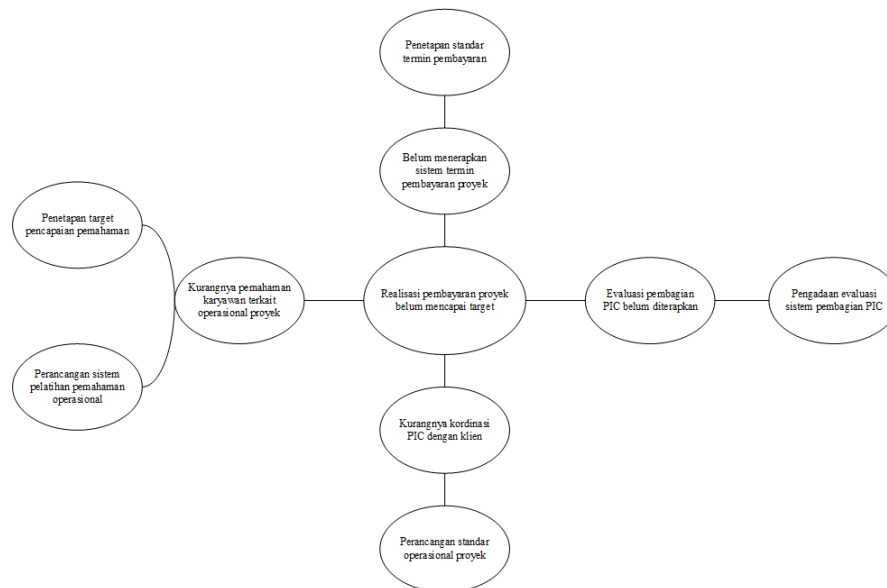 Penetapan standar
termin pembayaran
Belum menerapkan
sistem termin
pembayaran proyek
Penetapan target
pencapaian pemahaman
Kurangnya pemahaman
karyawan terkait
operasional proyek
Realisasi pembayaran proyek
belum mencapai target
Evaluasi pembagian
PIC belum diterapkan
Pengadaan evaluasi
sistem pembagian PIC
Perancangan sistem
pelatihan pemahaman
operasional
Kurangnya kordinasi
PIC dengan klien
Perancangan standar
operasional proyek